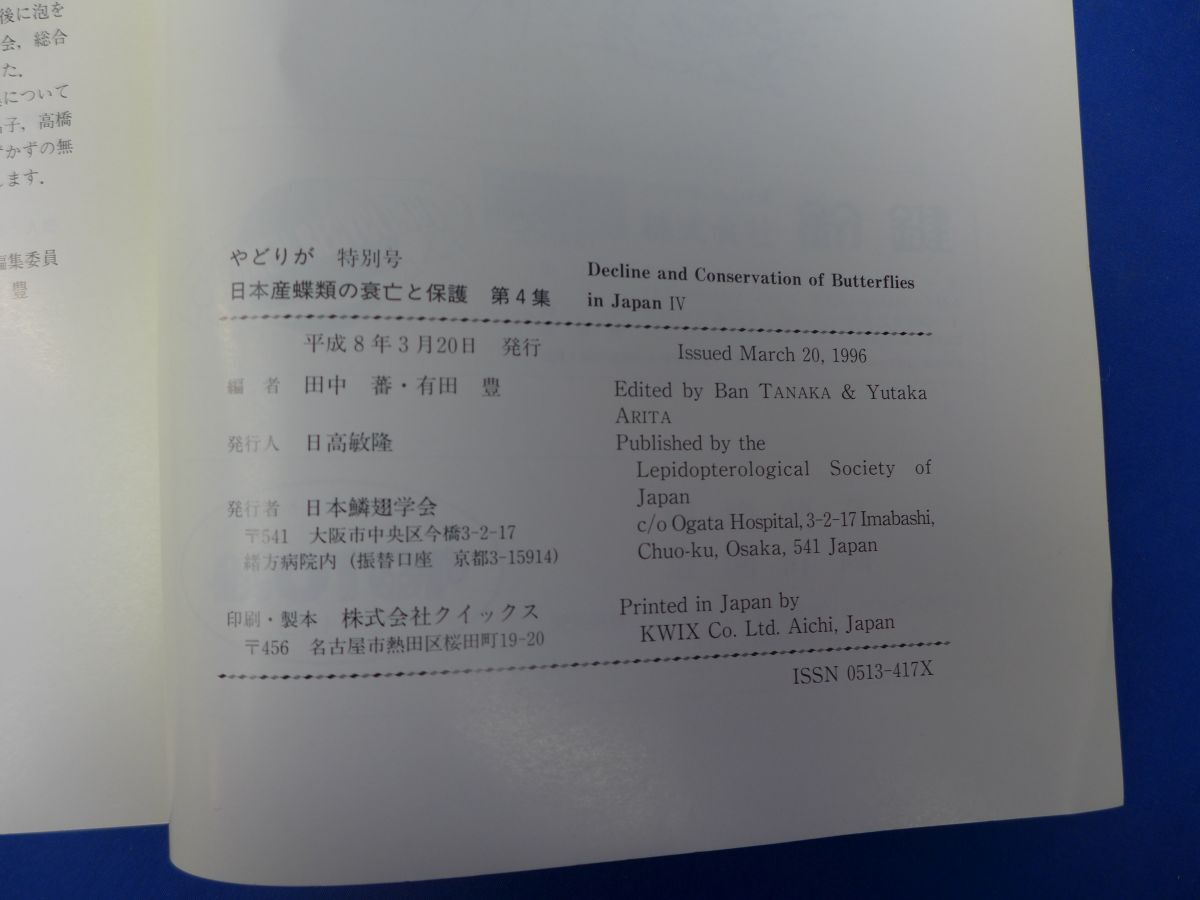 後に泡を
会，総合
た．
について
子，高橋
かずの無
します．
編集委員
豊
やどりが 特別号
日本産蝶類の衰亡と保護 第4集
Decline and Conservation of Butterflies
in Japan IV
平成8年3月20日 発行
Issued March 20, 1996
編 者 田中 蕃・有田 豊
Edited by Ban TANAKA & Yutaka
ARITA
発行人 日高敏隆
Published by the
Lepidopterological Society of
Japan
発行者 日本鱗翅学会
〒541 大阪市中央区今橋3-2-17
緒方病院内（振替口座 京都3-15914）
c/o Ogata Hospital, 3-2-17 Imabashi,
Chuo-ku, Osaka, 541 Japan
印刷・製本 株式会社クイックス
〒456 名古屋市熱田区桜田町19-20
Printed in Japan by
KWIX Co. Ltd. Aichi, Japan
ISSN 0513-417X